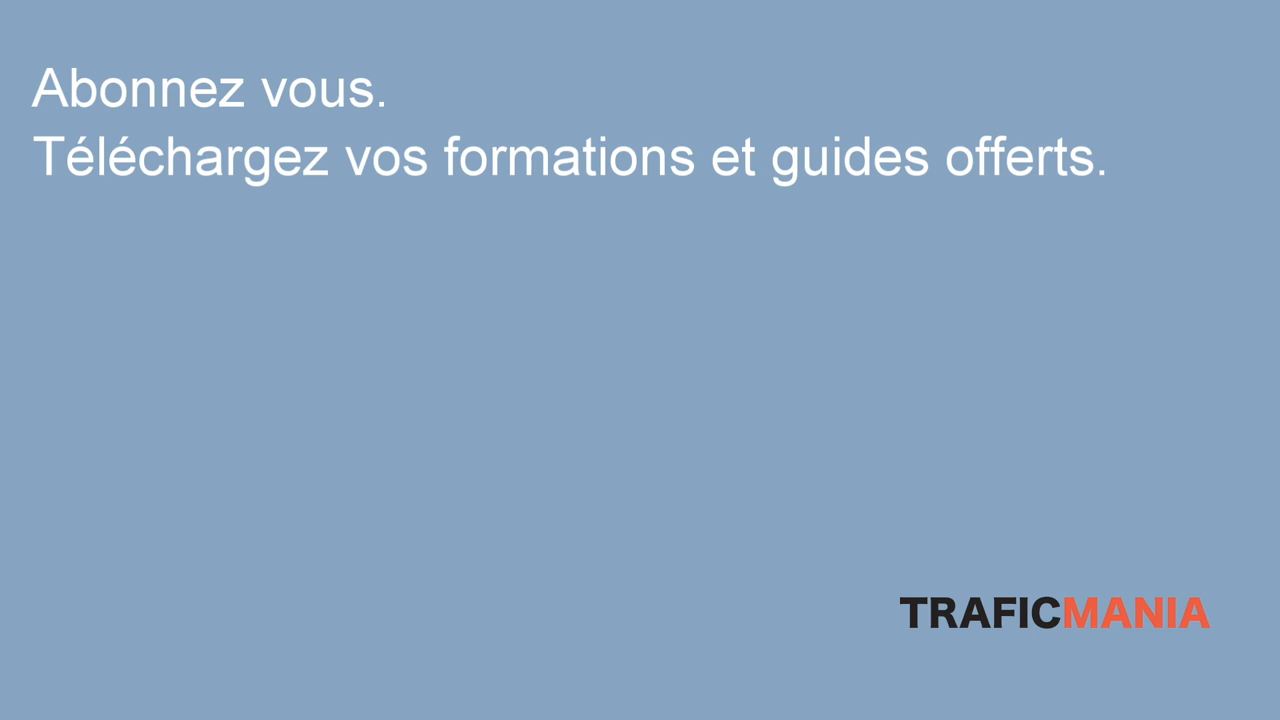 Abonnez vous.
Téléchargez vos formations et guides offerts.
TRAFICMANIA